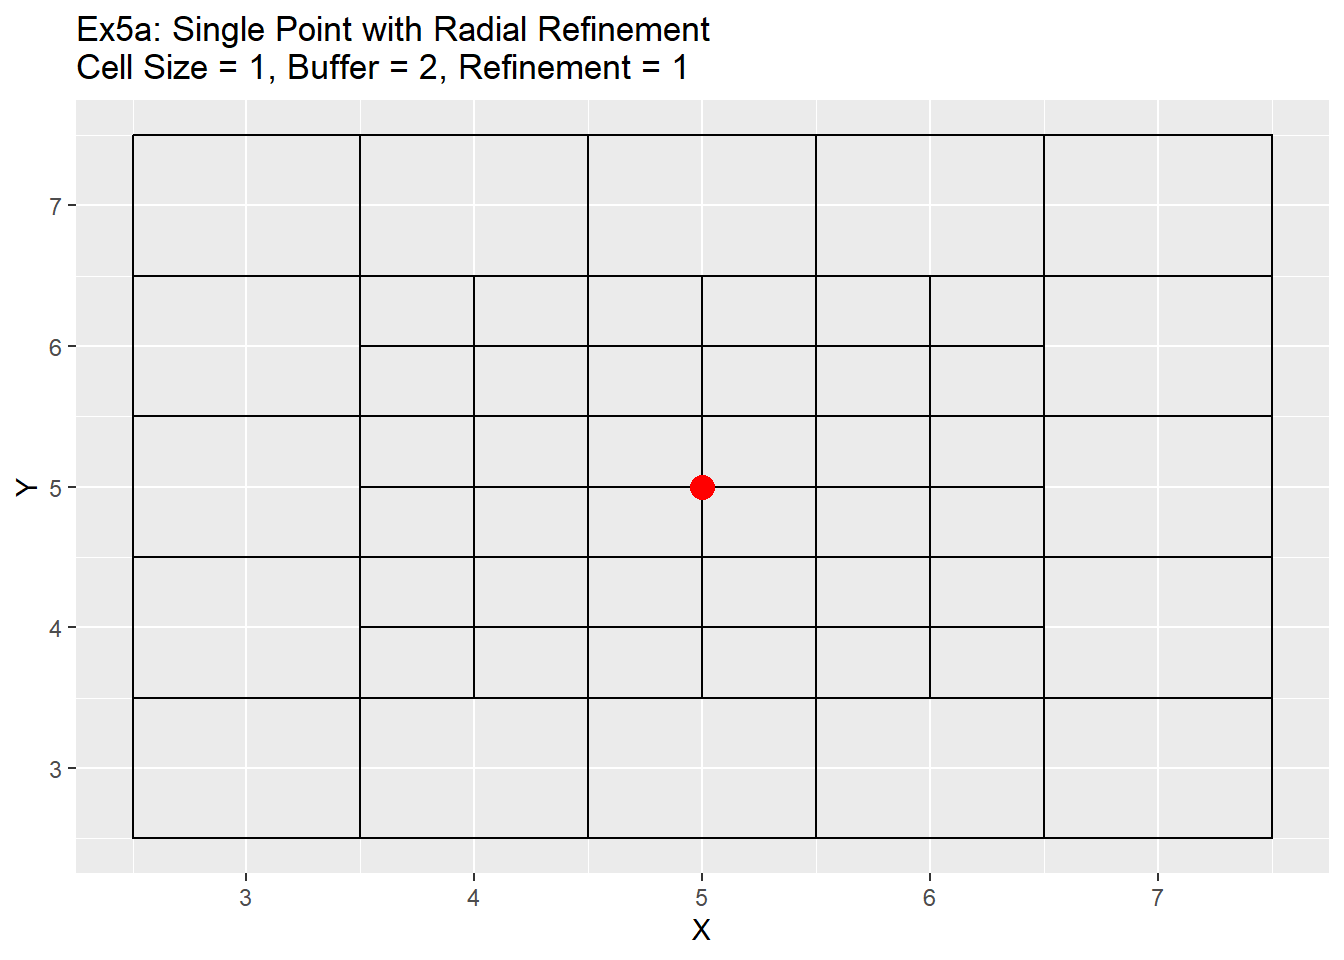 Ex5a: Single Point with Radial Refinement
Cell Size = 1, Buffer = 2, Refinement = 1
7
6
Y
5
4
3
3 4 5 6 7
X